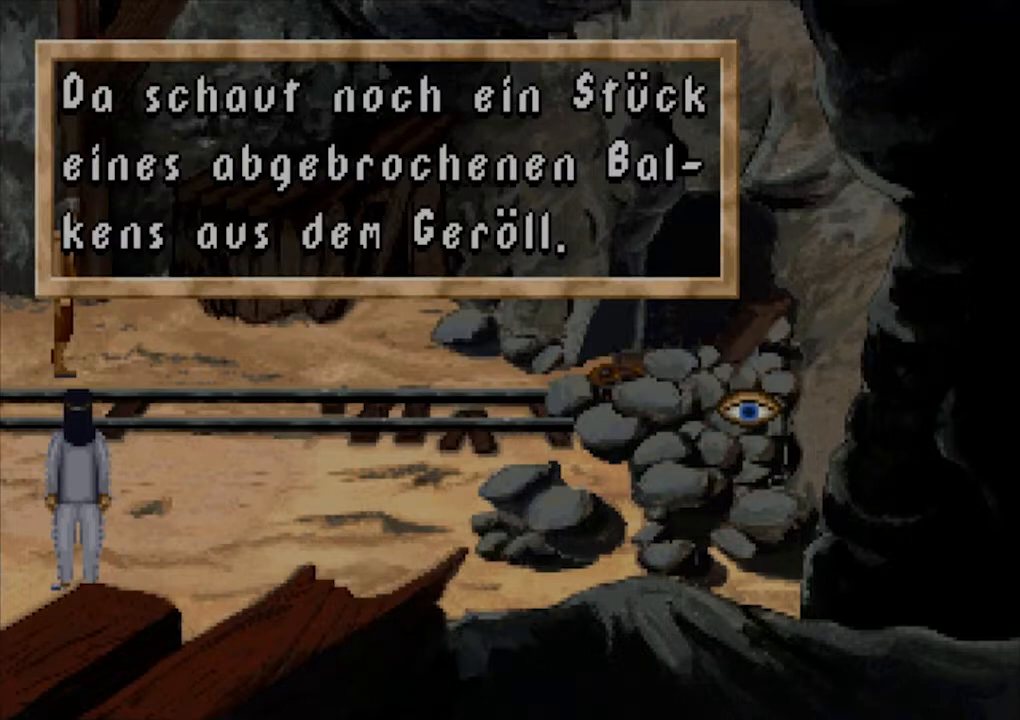 Da schaut noch ein Stück
eines abgebrochenen Bal-
kens aus dem Geröll.